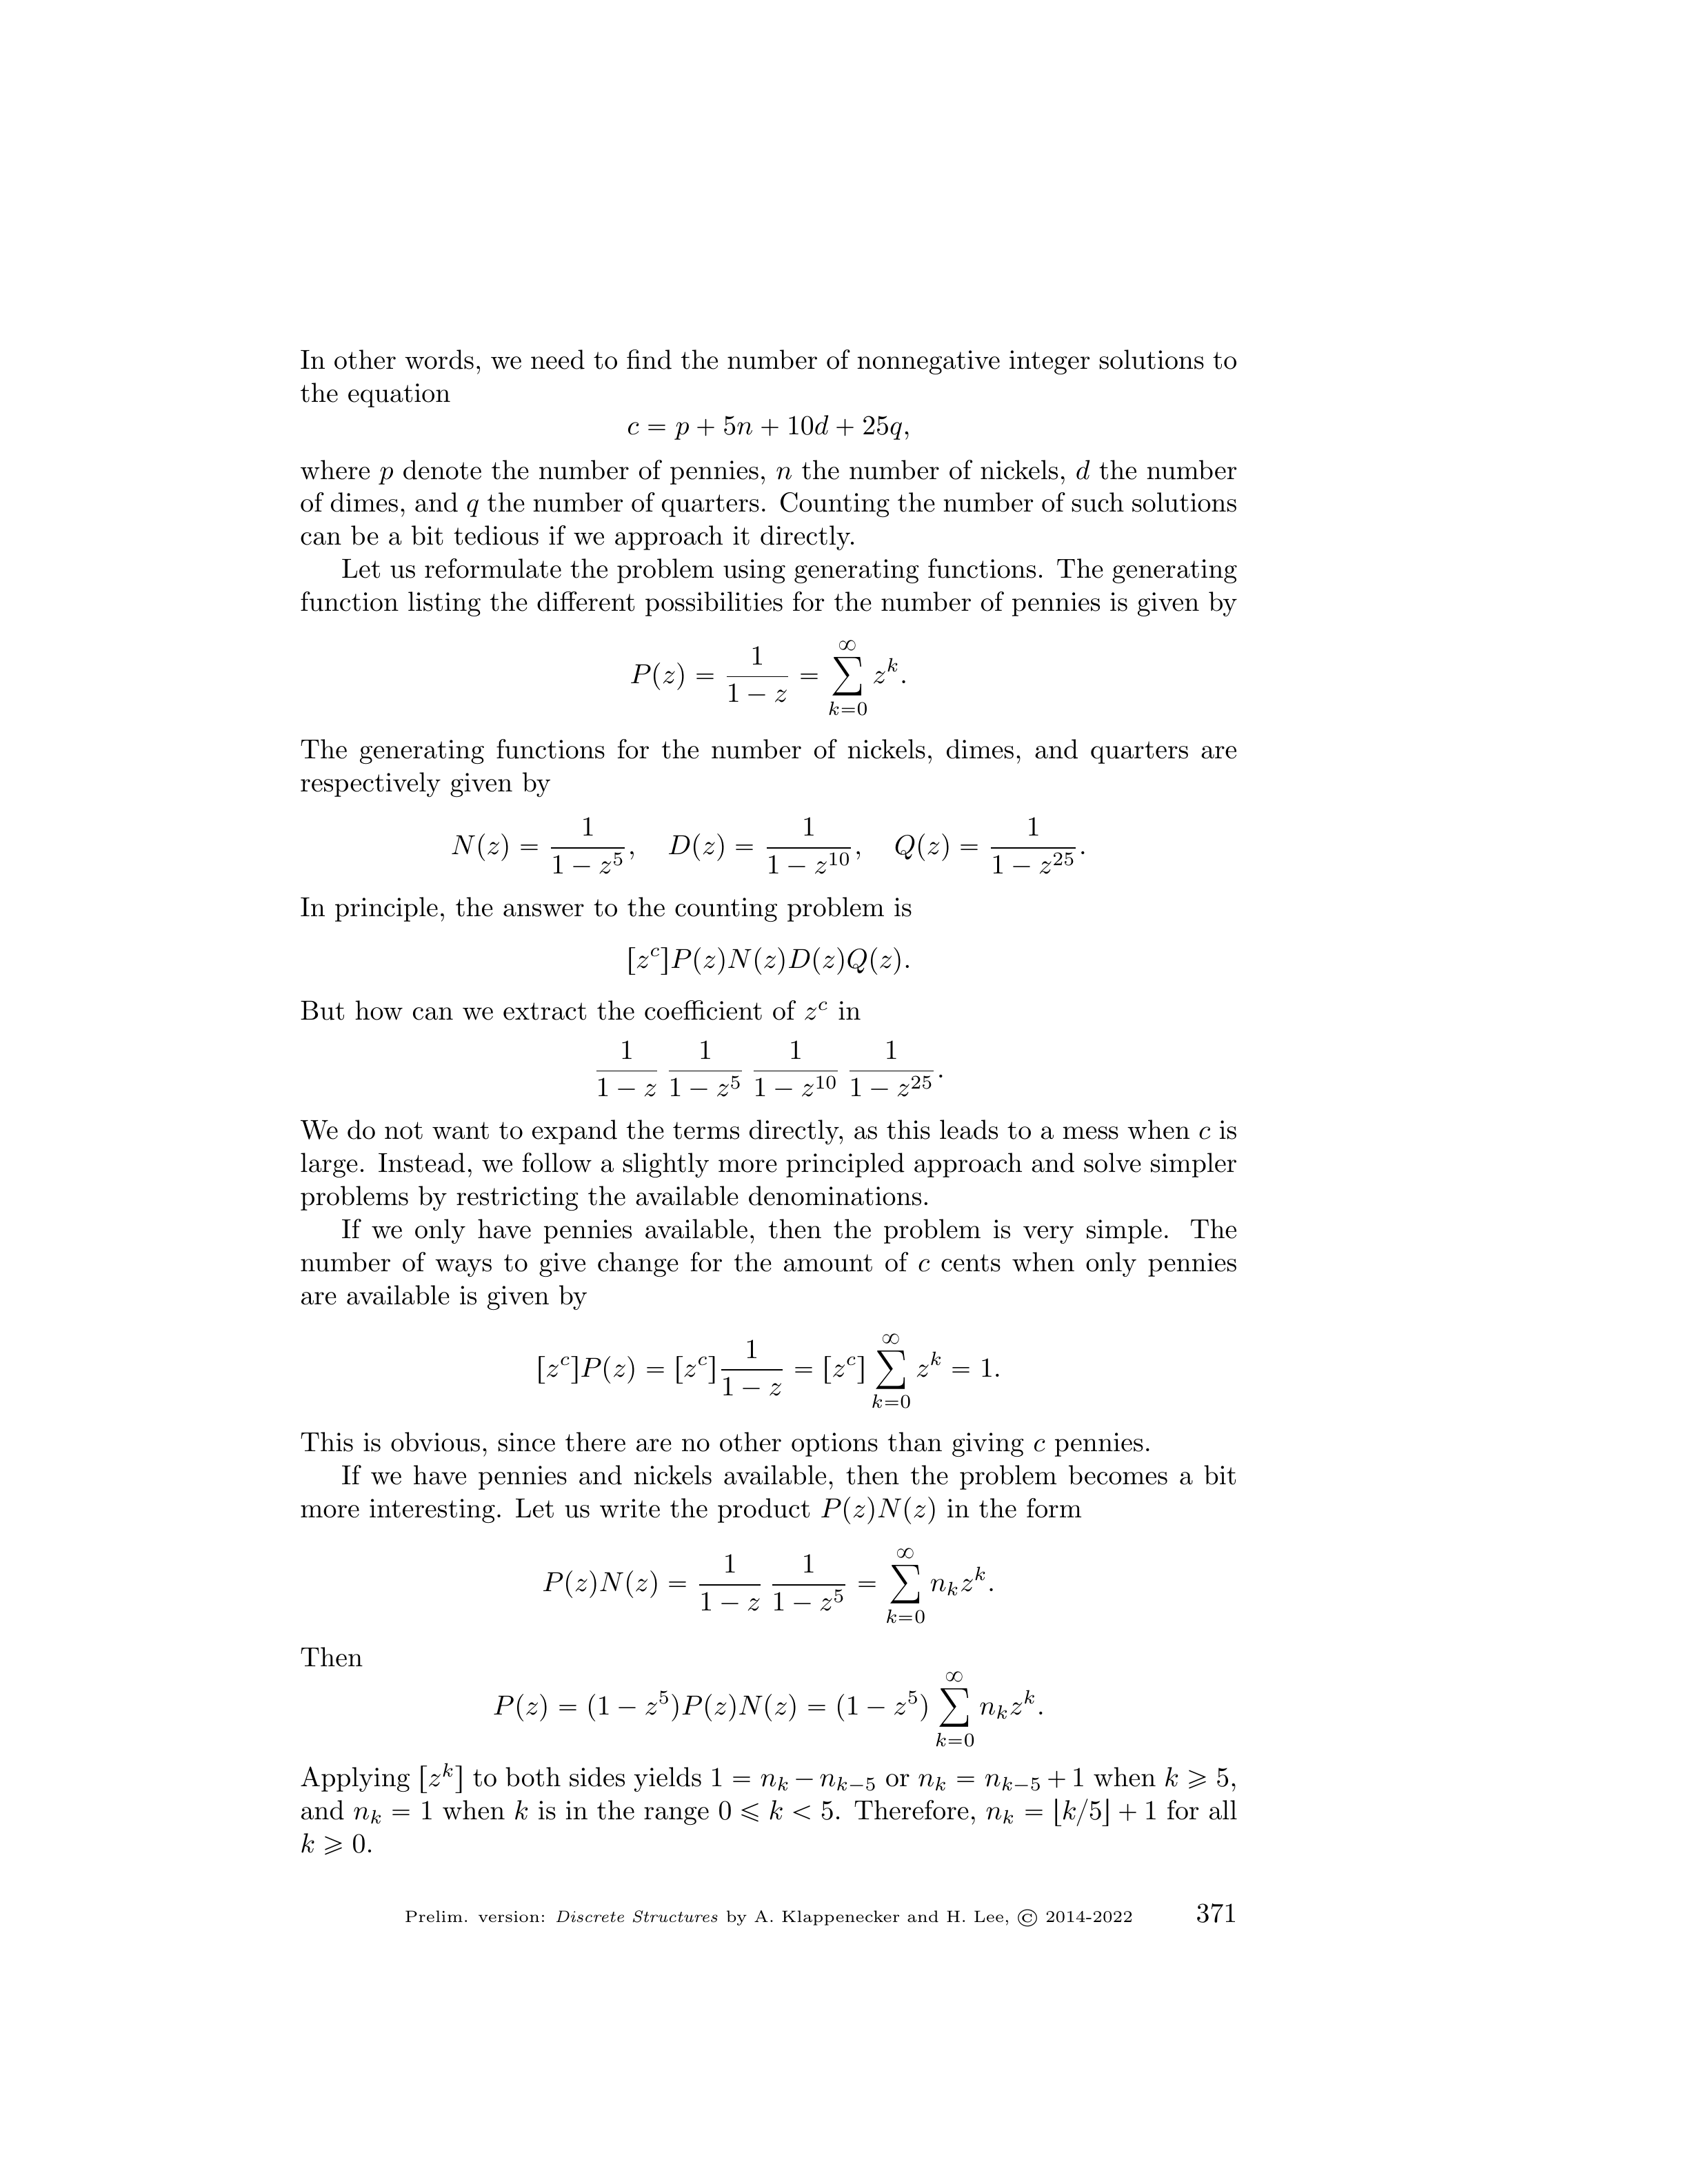 In other words, we need to find the number of nonnegative integer solutions to
the equation
c = p + 5n + 10d + 25q,
where p denote the number of pennies, n the number of nickels, d the number
of dimes, and q the number of quarters. Counting the number of such solutions
can be a bit tedious if we approach it directly.
Let us reformulate the problem using generating functions. The generating
function listing the different possibilities for the number of pennies is given by
P(z) = \frac{1}{1 - z} = \sum_{k=0}^{\infty} z^k.
The generating functions for the number of nickels, dimes, and quarters are
respectively given by
N(z) = \frac{1}{1 - z^5}, D(z) = \frac{1}{1 - z^{10}}, Q(z) = \frac{1}{1 - z^{25}}.
In principle, the answer to the counting problem is
[z^c]P(z)N(z)D(z)Q(z).
But how can we extract the coefficient of z^c in
\frac{1}{1 - z} \frac{1}{1 - z^5} \frac{1}{1 - z^{10}} \frac{1}{1 - z^{25}}.
We do not want to expand the terms directly, as this leads to a mess when c is
large. Instead, we follow a slightly more principled approach and solve simpler
problems by restricting the available denominations.
If we only have pennies available, then the problem is very simple. The
number of ways to give change for the amount of c cents when only pennies
are available is given by
[z^c]P(z) = [z^c]\frac{1}{1 - z} = [z^c] \sum_{k=0}^{\infty} z^k = 1.
This is obvious, since there are no other options than giving c pennies.
If we have pennies and nickels available, then the problem becomes a bit
more interesting. Let us write the product P(z)N(z) in the form
P(z)N(z) = \frac{1}{1 - z} \frac{1}{1 - z^5} = \sum_{k=0}^{\infty} n_k z^k.
Then
P(z) = (1 - z^5)P(z)N(z) = (1 - z^5) \sum_{k=0}^{\infty} n_k z^k.
Applying [z^k] to both sides yields 1 = n_k − n_{k−5} or n_k = n_{k−5} + 1 when k ⩾ 5,
and n_k = 1 when k is in the range 0 ⩽ k < 5. Therefore, n_k = ⌊k/5⌋ + 1 for all
k ⩾ 0.
Prelim. version: Discrete Structures by A. Klappenecker and H. Lee, © 2014-2022 371